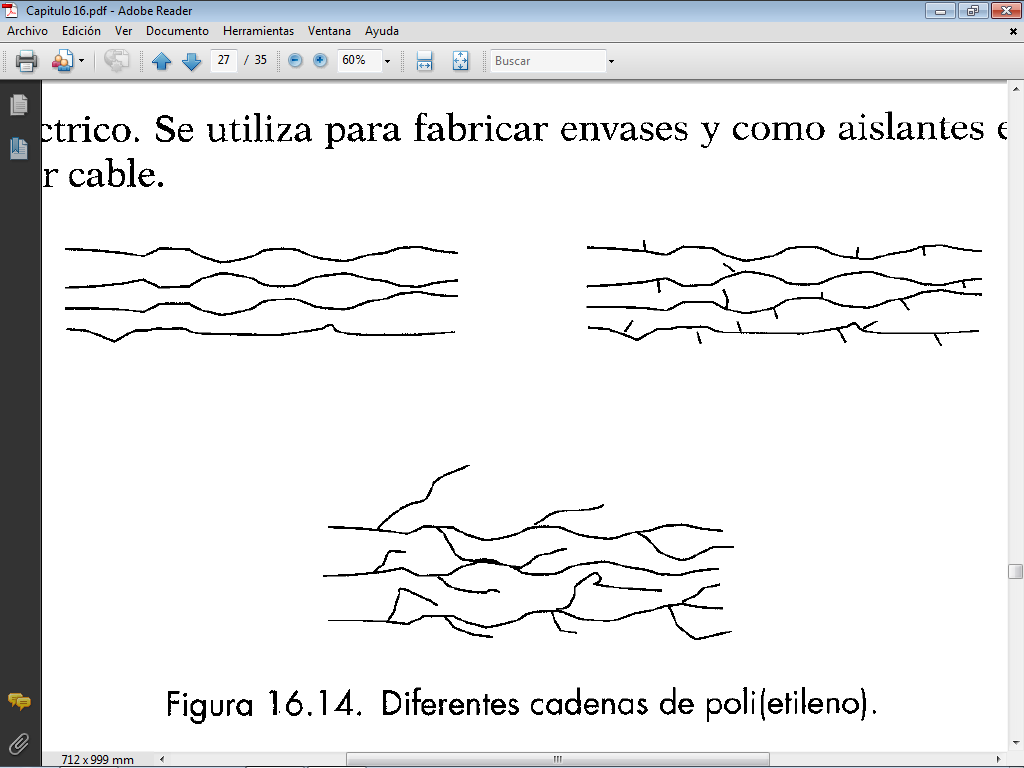 Capitulo 16.pdf - Adobe Reader
Archivo Edición Ver Documento Herramientas Ventana Ayuda
27 / 35 60% Buscar
ctrico. Se utiliza para fabricar envases y como aislantes e
r cable.
Figura 16.14. Diferentes cadenas de poli(etileno).
712 x 999 mm